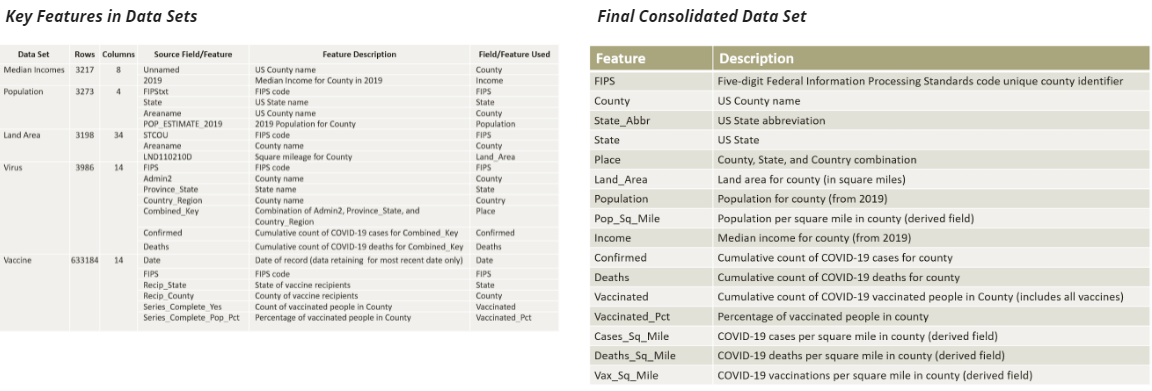 Key Features in Data Sets
Data Set Rows Columns Source Field/Feature Feature Description Field/Feature Used
Median Incomes 3217 8 Unnamed US County name County
2019 Median Income for County in 2019 Income
Population 3273 4 FIPStxt FIPS code FIPS
State US State name State
Areaname US County name County
POP_ESTIMATE_2019 2019 Population for County Population
Land Area 3198 34 STCOU FIPS code FIPS
Areaname County name County
LND110210D Square mileage for County Land_Area
Virus 3986 14 FIPS FIPS code FIPS
Admin2 County name County
Province_State State name State
Country_Region County name Country
Combined_Key Combination of Admin2, Province_State, and Place
Country_Region
Confirmed Cumulative count of COVID-19 cases for Combined_Key Confirmed
Deaths Cumulative count of COVID-19 deaths for Combined_Key Deaths
Vaccine 633184 14 Date Date of record (data retaining for most recent date only) Date
FIPS FIPS code FIPS
Recip_State State of vaccine recipients State
Recip_County County of vaccine recipients County
Series_Complete_Yes Count of vaccinated people in County Vaccinated
Series_Complete_Pop_Pct Percentage of vaccinated people in County Vaccinated_Pct
Final Consolidated Data Set
Feature Description
FIPS Five-digit Federal Information Processing Standards code unique county identifier
County US County name
State_Abbr US State abbreviation
State US State
Place County, State, and Country combination
Land_Area Land area for county (in square miles)
Population Population for county (from 2019)
Pop_Sq_Mile Population per square mile in county (derived field)
Income Median income for county (from 2019)
Confirmed Cumulative count of COVID-19 cases for county
Deaths Cumulative count of COVID-19 deaths for county
Vaccinated Cumulative count of COVID-19 vaccinated people in County (includes all vaccines)
Vaccinated_Pct Percentage of vaccinated people in county
Cases_Sq_Mile COVID-19 cases per square mile in county (derived field)
Deaths_Sq_Mile COVID-19 deaths per square mile in county (derived field)
Vax_Sq_Mile COVID-19 vaccinations per square mile in county (derived field)